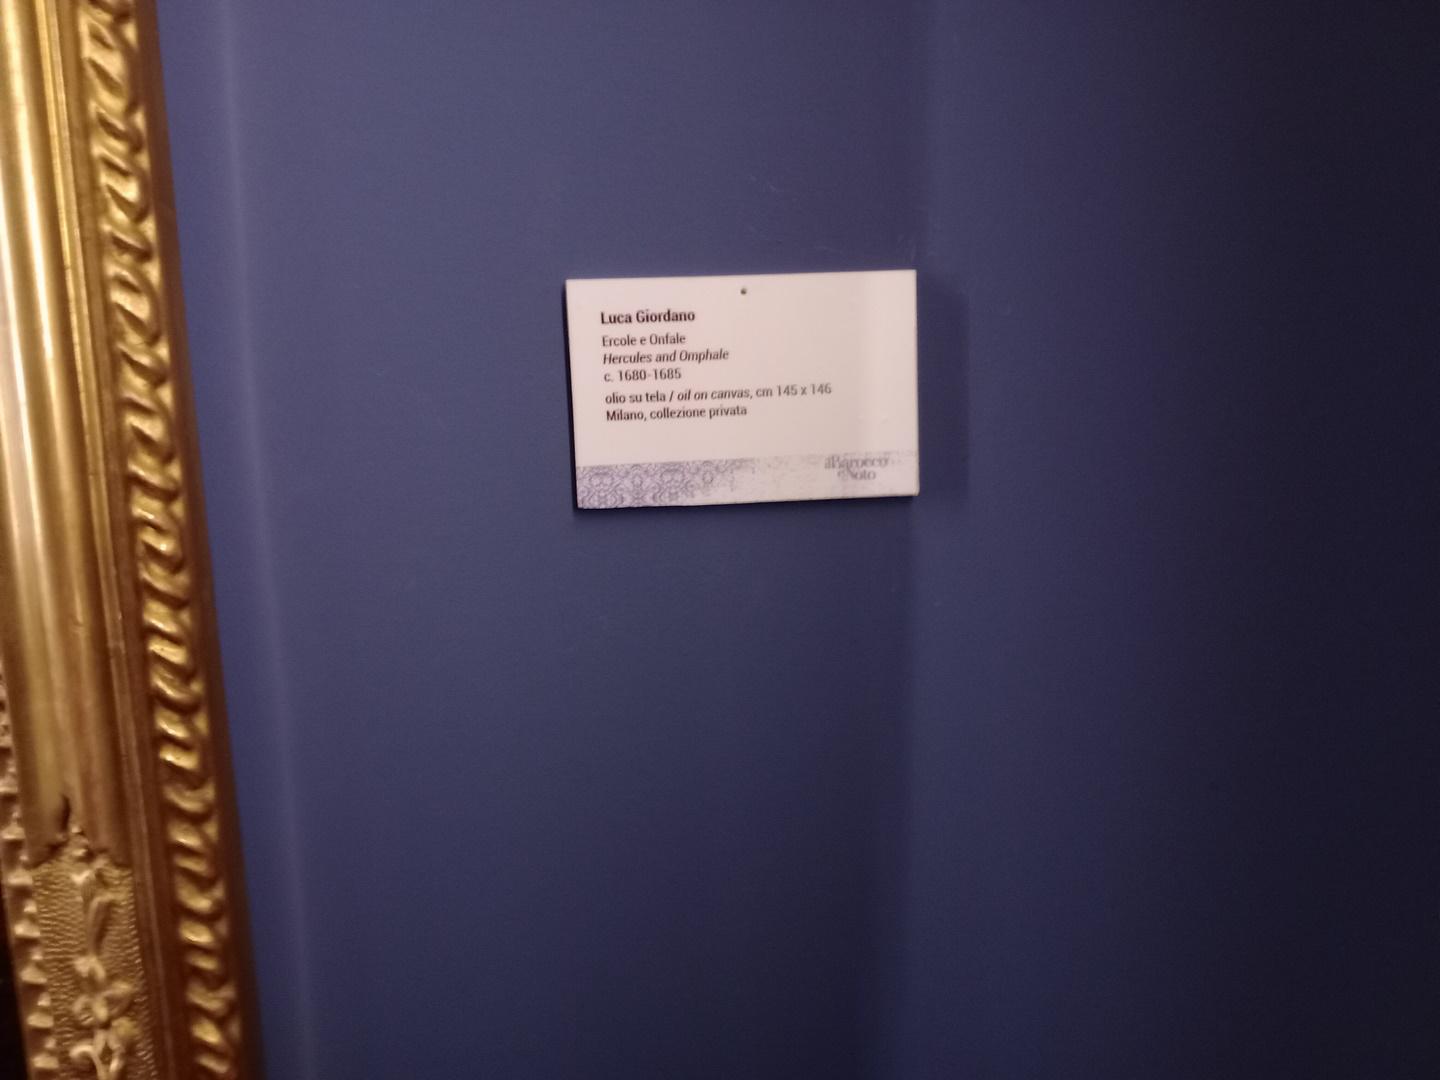 Luca Giordano
Ercole e Onfale
Hercules and Omphale
c. 1680-1685
olio su tela / oil on canvas, cm 145 x 146
Milano, collezione privata
il Barocco
è Noto